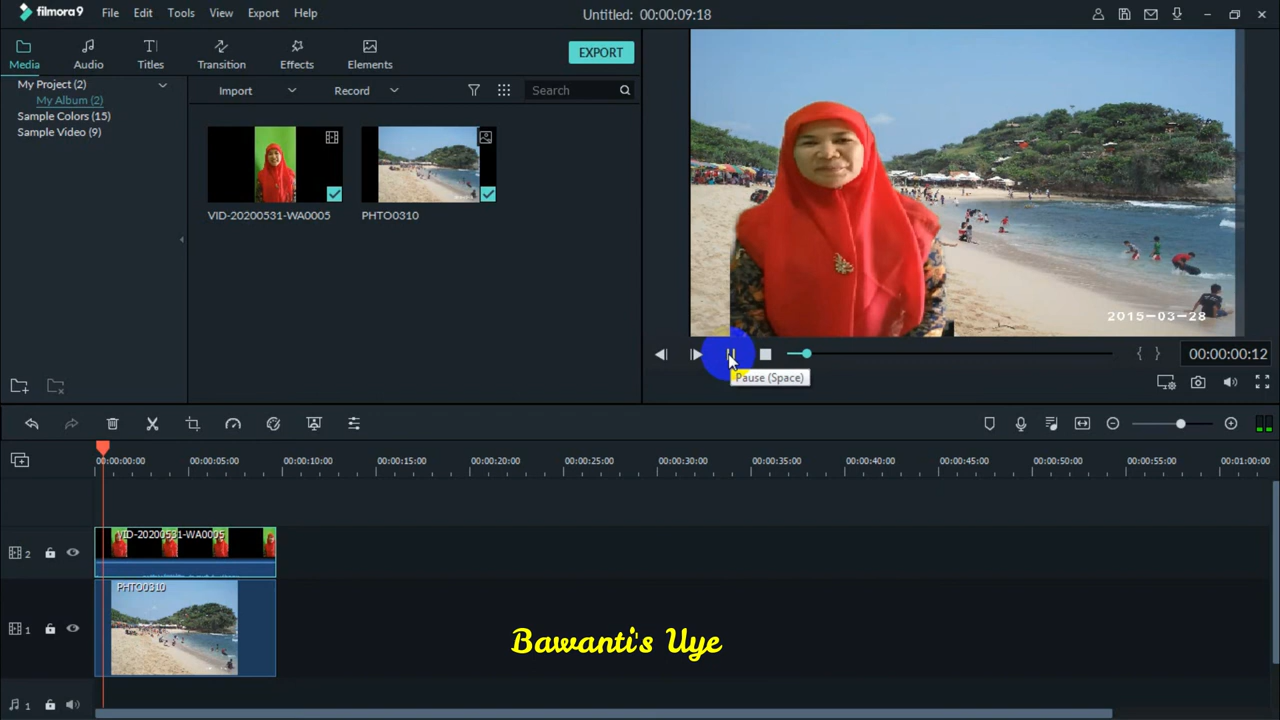 filmora9 File Edit Tools View Export Help Untitled: 00:00:09:18
Media Audio Titles Transition Effects Elements EXPORT
My Project (2)
My Album (2)
Sample Colors (15)
Sample Video (9)
Import Record Search
VID-20200531-WA0005 PHTO0310
2015-03-28
00:00:00:12
Pause (Space)
00:00:00:00 00:00:05:00 00:00:10:00 00:00:15:00 00:00:20:00 00:00:25:00 00:00:30:00 00:00:35:00 00:00:40:00 00:00:45:00 00:00:50:00 00:00:55:00 00:01:00:00
2 VID-20200531-WA0005
PHTO0310
1
Bawanti's Uye
1